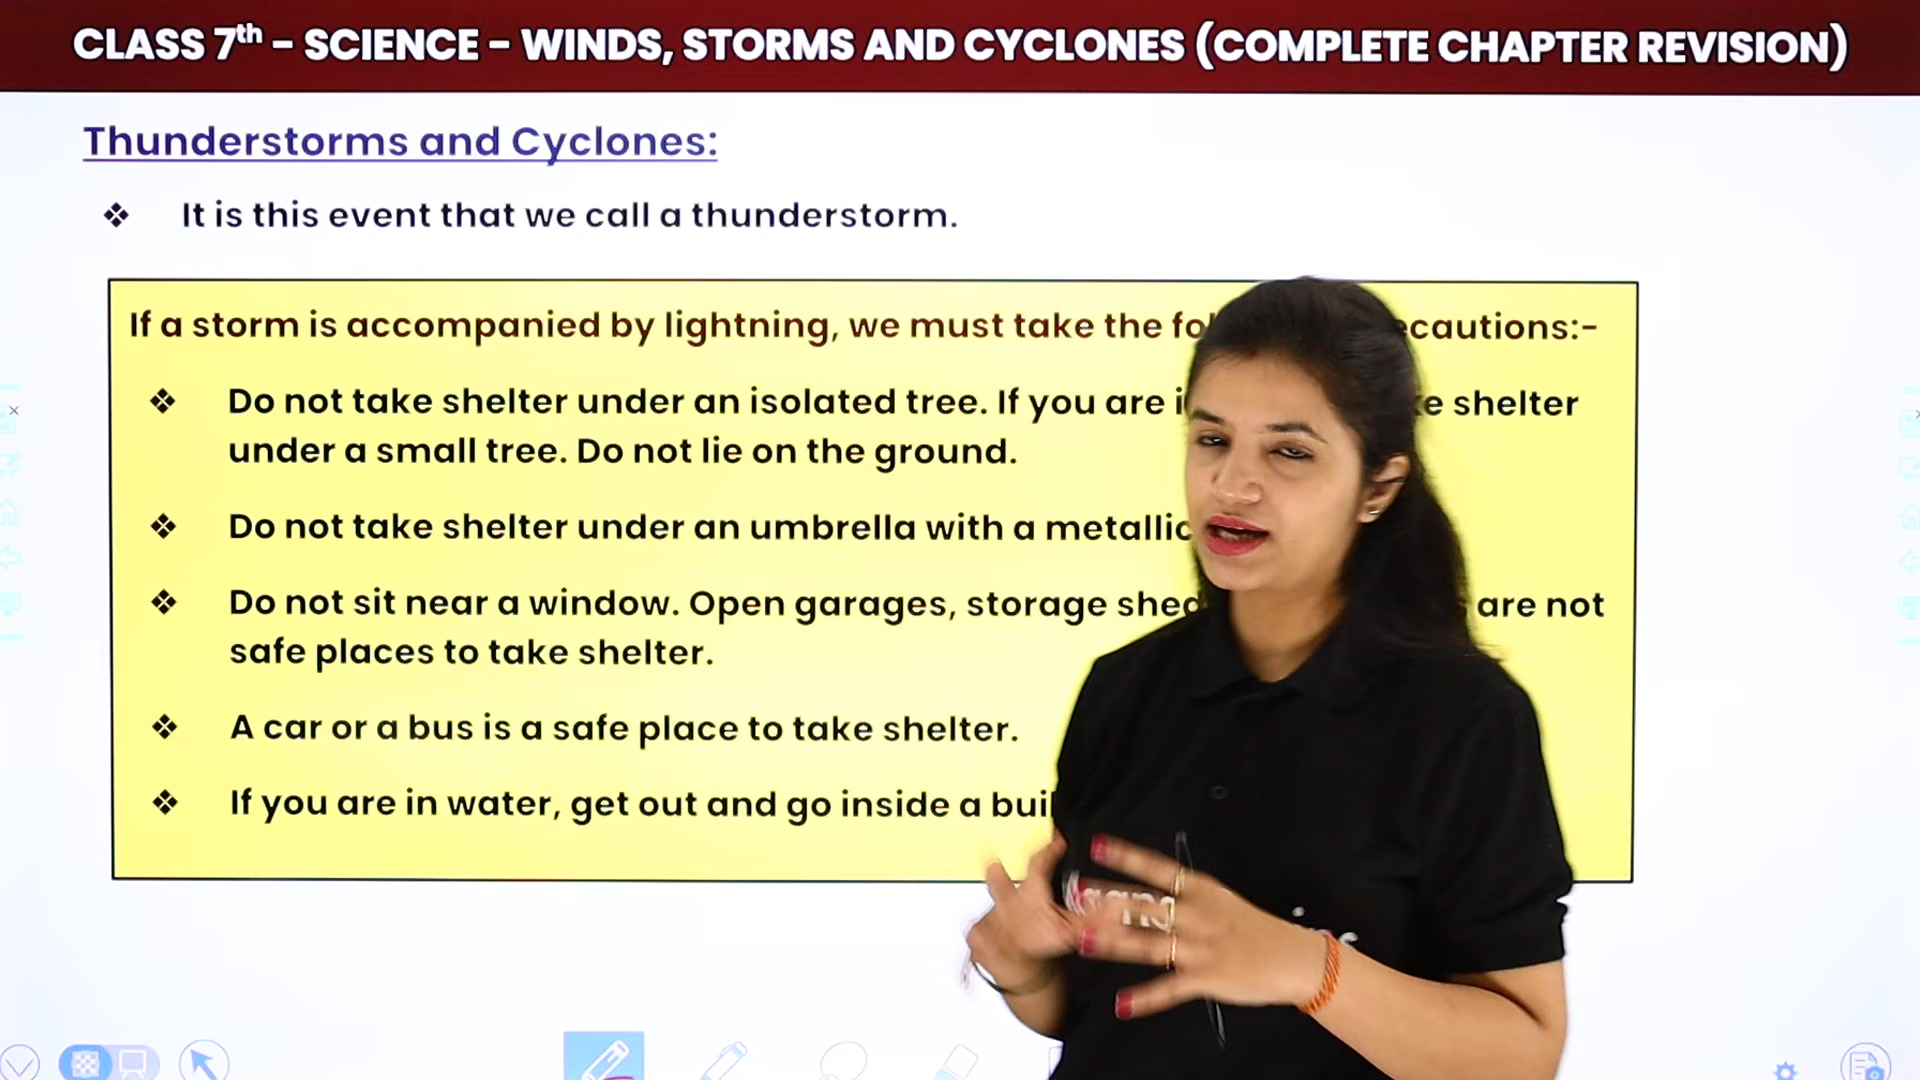 CLASS 7th - SCIENCE - WINDS, STORMS AND CYCLONES (COMPLETE CHAPTER REVISION)
Thunderstorms and Cyclones:
❖ It is this event that we call a thunderstorm.
If a storm is accompanied by lightning, we must take the
❖ Do not take shelter under an isolated tree. If you are shelter
under a small tree. Do not lie on the ground.
❖ Do not take shelter under an umbrella with a metallic
❖ Do not sit near a window. Open garages, storage are not
safe places to take shelter.
❖ A car or a bus is a safe place to take shelter.
❖ If you are in water, get out and go inside a